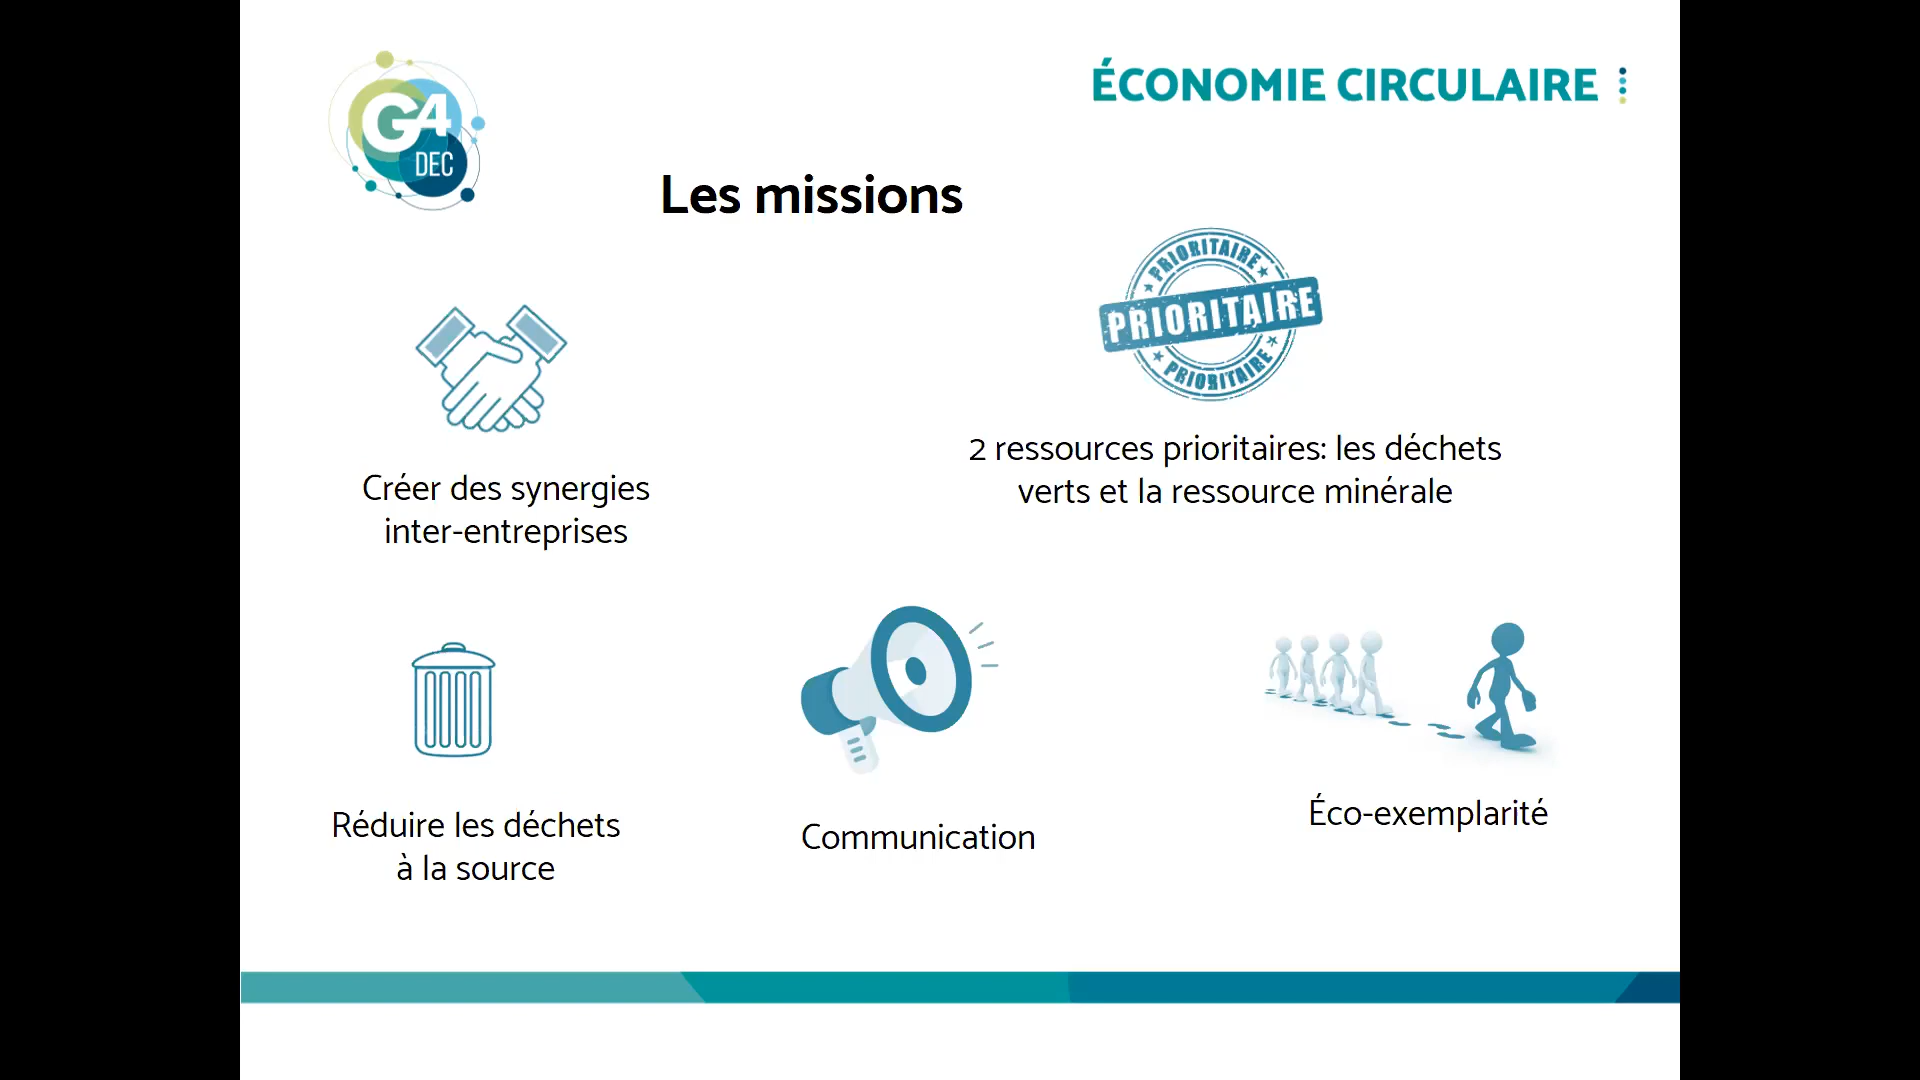 G4
DEC
ÉCONOMIE CIRCULAIRE
Les missions
PRIORITAIRE
PRIORITAIRE
PRIORITAIRE
Créer des synergies
inter-entreprises
2 ressources prioritaires: les déchets
verts et la ressource minérale
Réduire les déchets
à la source
Communication
Éco-exemplarité